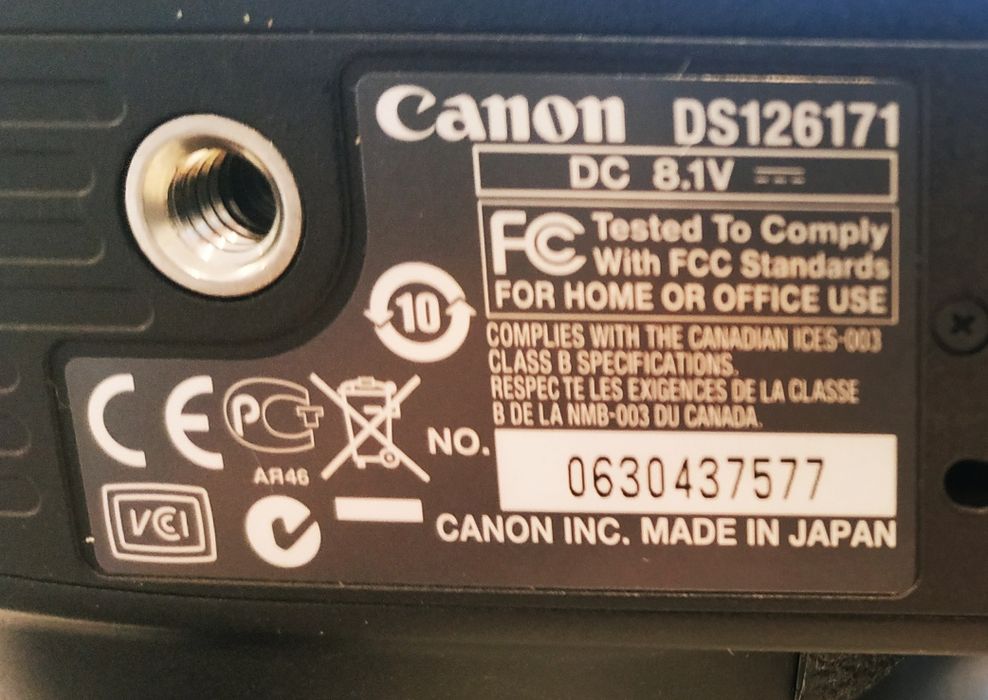 Canon DS126171
DC 8.1V
FC Tested To Comply
With FCC Standards
FOR HOME OR OFFICE USE
10
COMPLIES WITH THE CANADIAN ICES-003
CLASS B SPECIFICATIONS.
RESPECTE LES EXIGENCES DE LA CLASSE
B DE LA NMB-003 DU CANADA.
CE PCT
АЯ46
NO. 0630437577
VCI
CANON INC. MADE IN JAPAN